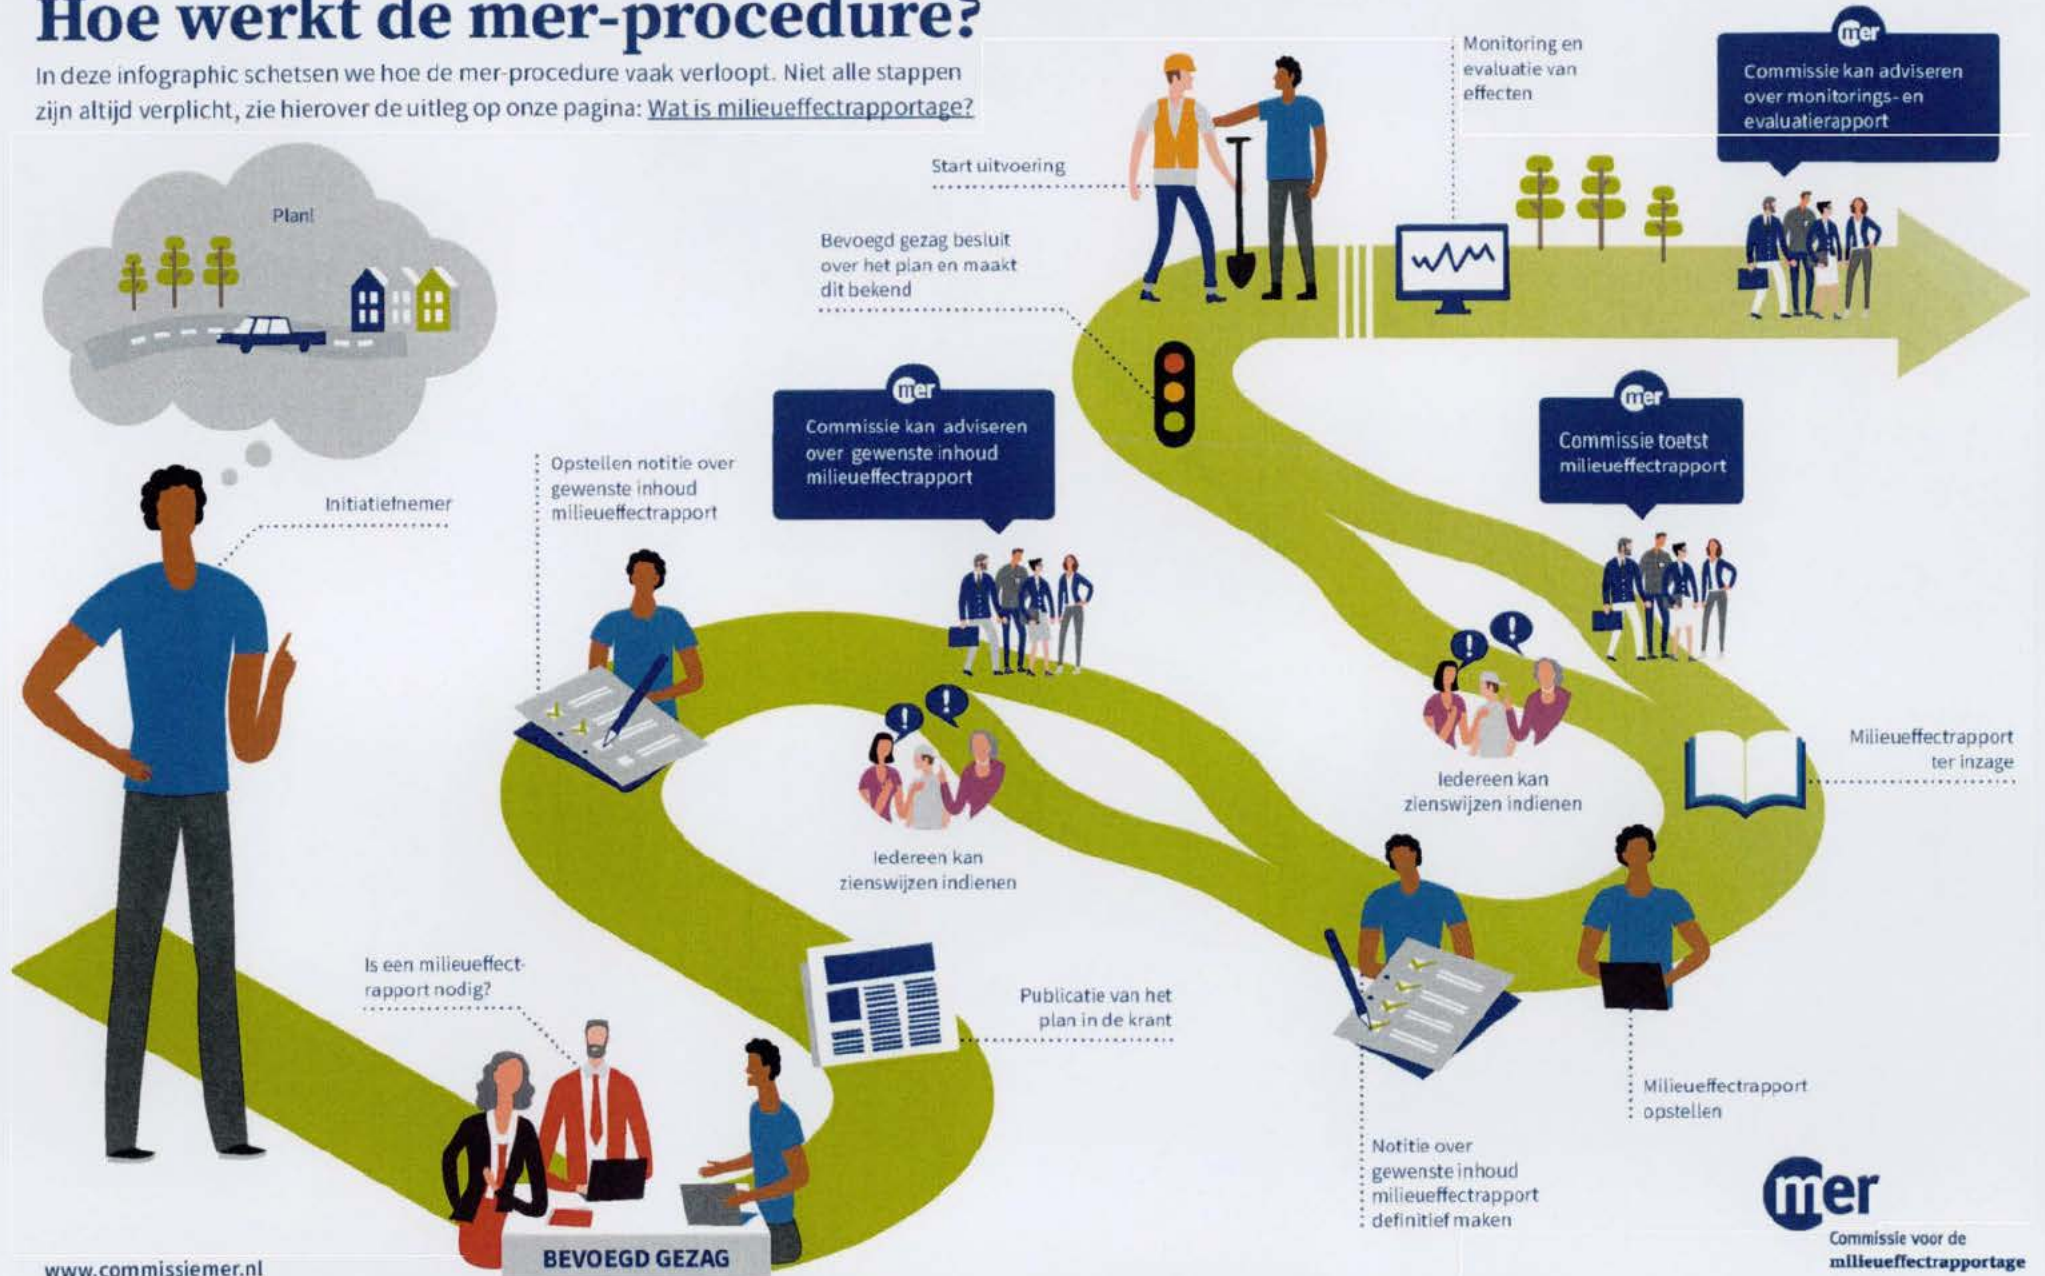 Hoe werkt de mer-procedure?
In deze infographic schetsen we hoe de mer-procedure vaak verloopt. Niet alle stappen
zijn altijd verplicht, zie hierover de uitleg op onze pagina: Wat is milieueffectrapportage?
Plan!
Initiatiefnemer
Is een milieueffect-
rapport nodig?
BEVOEGD GEZAG
Publicatie van het
plan in de krant
Opstellen notitie over
gewenste inhoud
milieueffectrapport
mer
Commissie kan adviseren
over gewenste inhoud
milieueffectrapport
!
!
Iedereen kan
zienswijzen indienen
Notitie over
gewenste inhoud
milieueffectrapport
definitief maken
Milieueffectrapport
opstellen
Milieueffectrapport
ter inzage
mer
Commissie toetst
milieueffectrapport
!
!
Iedereen kan
zienswijzen indienen
Bevoegd gezag besluit
over het plan en maakt
dit bekend
Start uitvoering
Monitoring en
evaluatie van
effecten
mer
Commissie kan adviseren
over monitorings- en
evaluatierapport
www.commissiemer.nl
mer
Commissie voor de
milieueffectrapportage